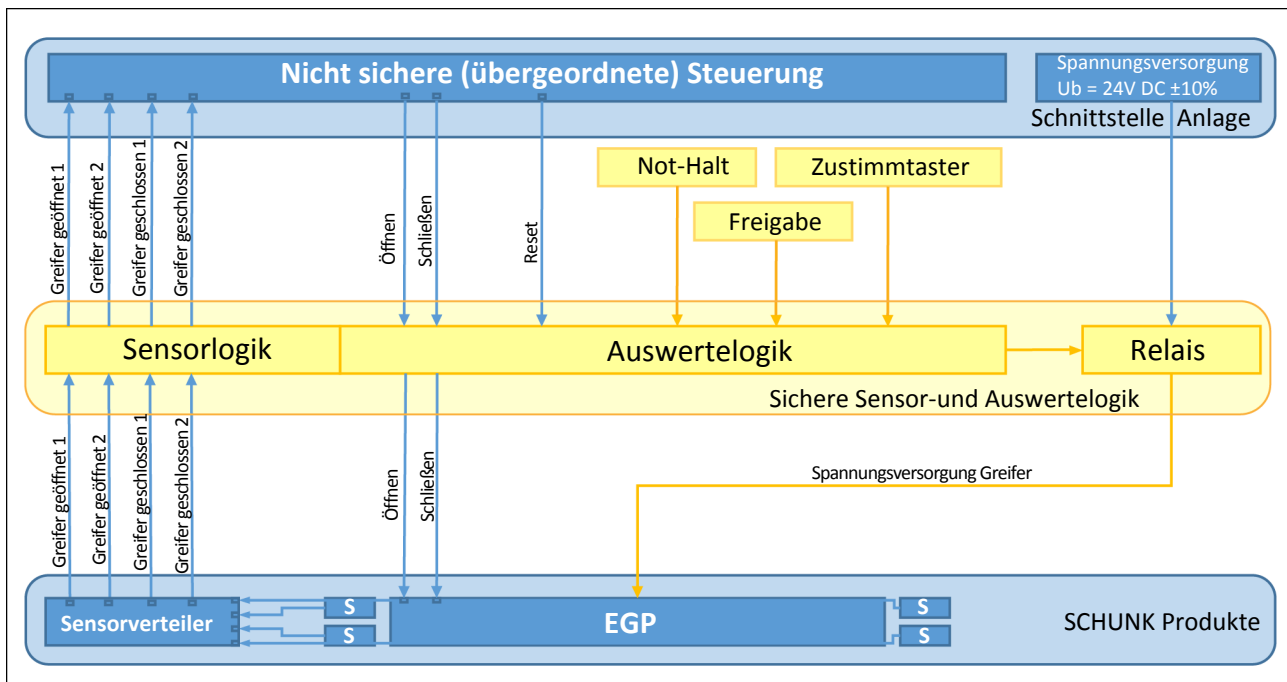 Nicht sichere (übergeordnete) Steuerung
Spannungsversorgung
Ub = 24V DC ±10%
Schnittstelle Anlage
Greifer geöffnet 1
Greifer geöffnet 2
Greifer geschlossen 1
Greifer geschlossen 2
Öffnen
Schließen
Reset
Not-Halt
Zustimmtaster
Freigabe
Sensorlogik
Auswertelogik
Relais
Sichere Sensor-und Auswertelogik
Greifer geöffnet 1
Greifer geöffnet 2
Greifer geschlossen 1
Greifer geschlossen 2
Öffnen
Schließen
Spannungsversorgung Greifer
Sensorverteiler
S
S
EGP
S
S
SCHUNK Produkte